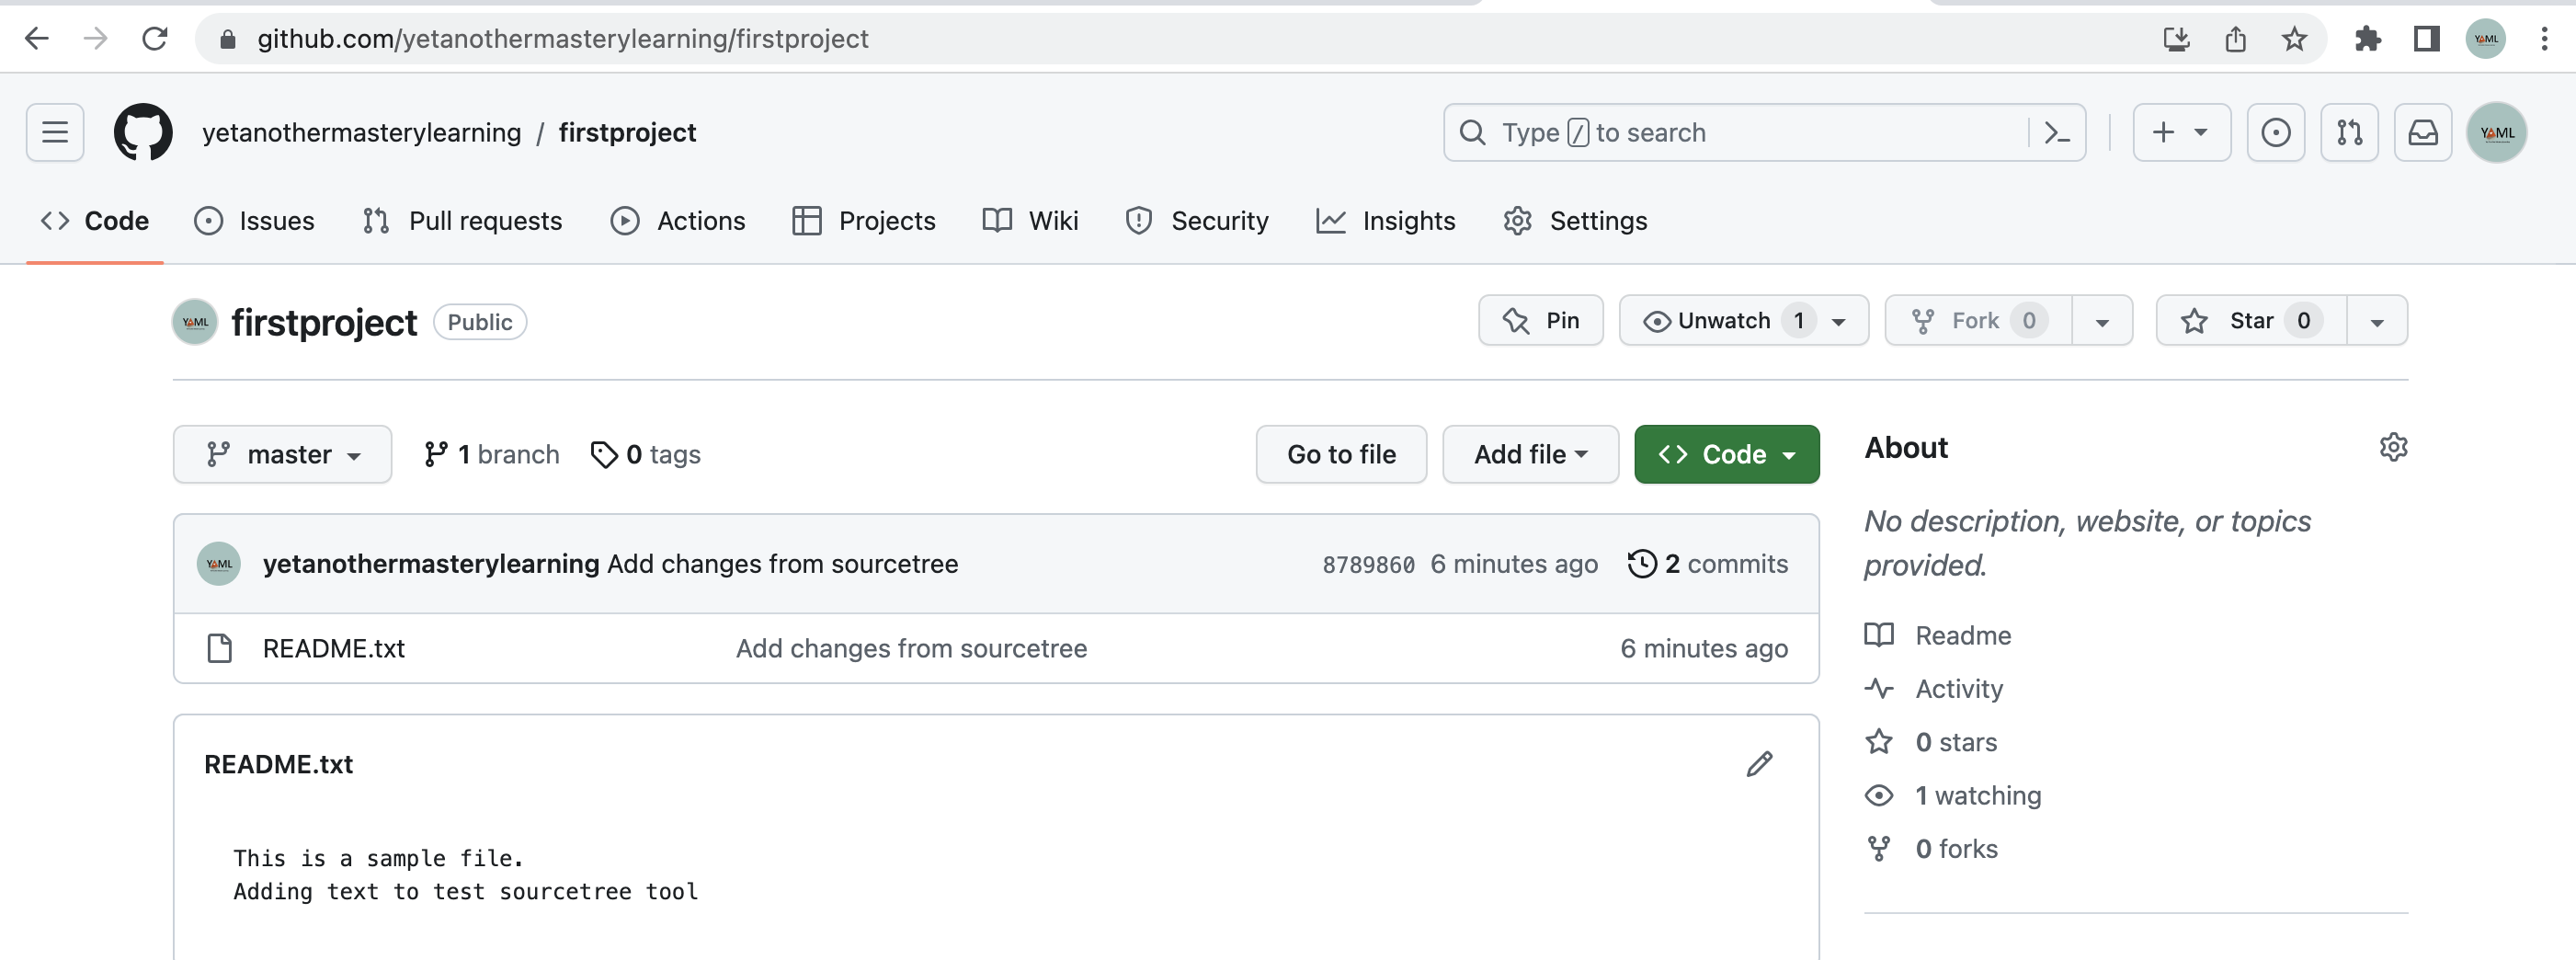 github.com/yetanothermasterylearning/firstproject
YAML
yetanothermasterylearning / firstproject
Type / to search
YAML
Code Issues Pull requests Actions Projects Wiki Security Insights Settings
YAML firstproject Public Pin Unwatch 1 Fork 0 Star 0
master 1 branch 0 tags Go to file Add file Code
YAML yetanothermasterylearning Add changes from sourcetree 8789860 6 minutes ago 2 commits
README.txt Add changes from sourcetree 6 minutes ago
README.txt
This is a sample file.
Adding text to test sourcetree tool
About
No description, website, or topics
provided.
Readme
Activity
0 stars
1 watching
0 forks